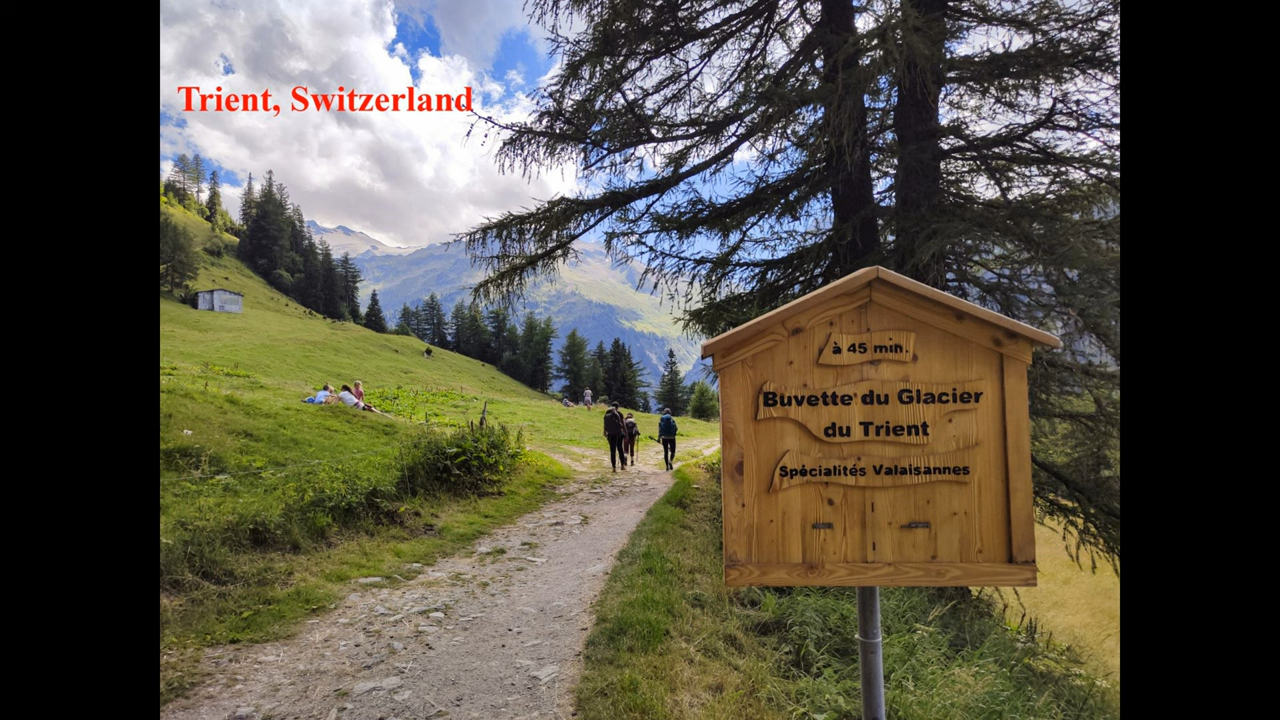 Trient, Switzerland
à 45 min.
Buvette du Glacier
du Trient
Spécialités Valaisannes